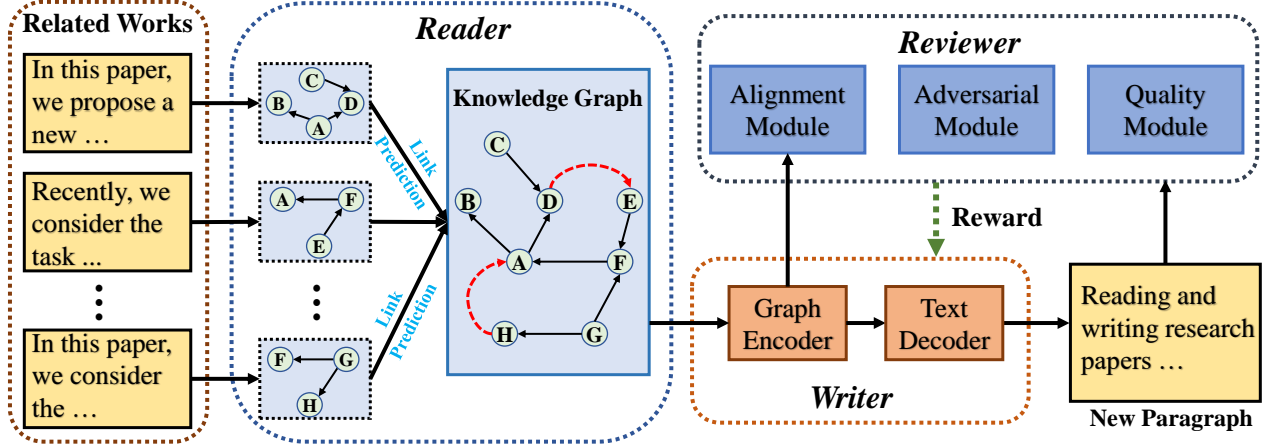 Related Works
In this paper,
we propose a
new …
Recently, we
consider the
task ...
In this paper,
we consider
the …
Reader
C
B
D
A
A
F
E
F
G
H
Link
Prediction
Link
Prediction
Knowledge Graph
C
B
D
E
A
F
H
G
Reviewer
Alignment
Module
Adversarial
Module
Quality
Module
Reward
Graph
Encoder
Text
Decoder
Writer
Reading and
writing research
papers …
New Paragraph